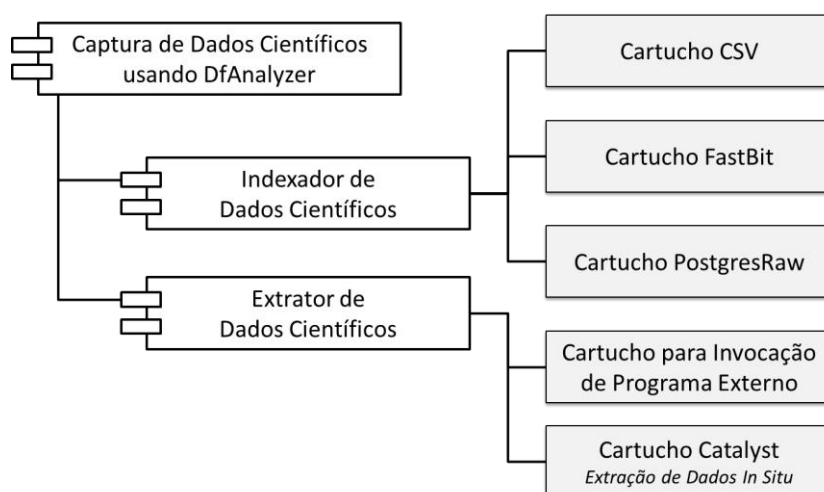 Captura de Dados Científicos
usando DfAnalyzer
Indexador de
Dados Científicos
Extrator de
Dados Científicos
Cartucho CSV
Cartucho FastBit
Cartucho PostgresRaw
Cartucho para Invocação
de Programa Externo
Cartucho Catalyst
Extração de Dados In Situ